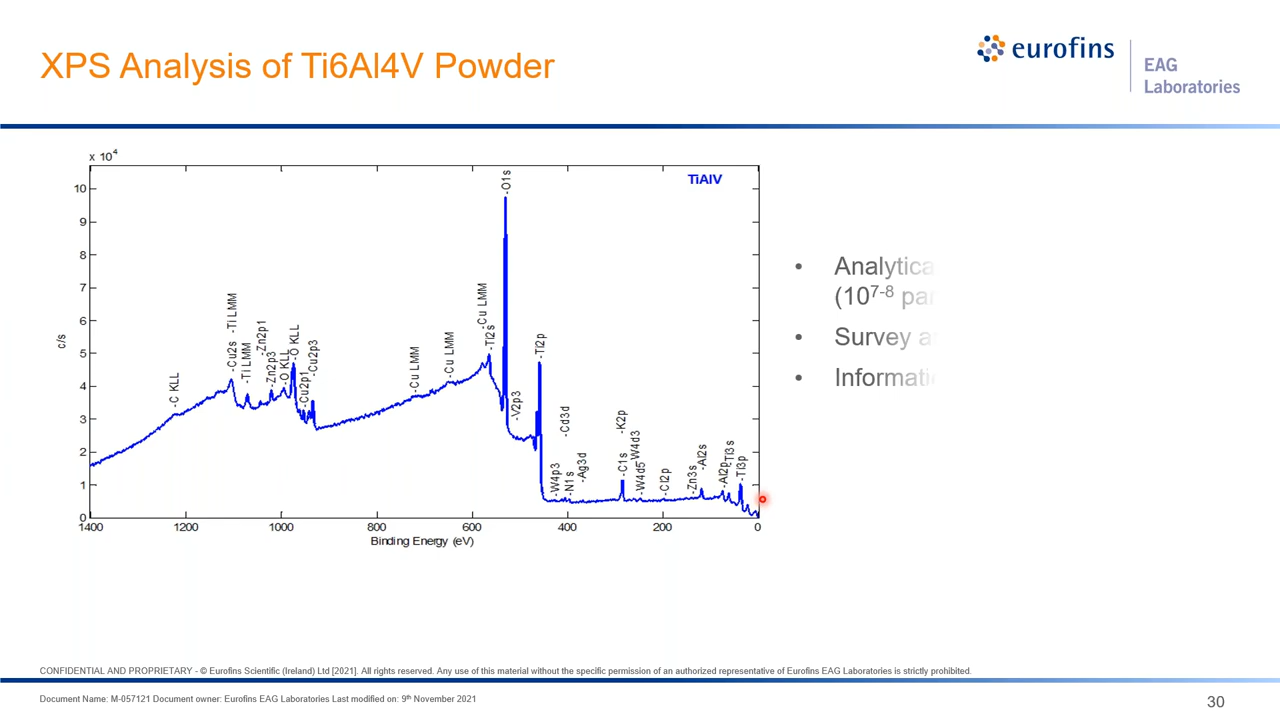 XPS Analysis of Ti6Al4V Powder
eurofins
EAG
Laboratories
x 10⁴
TiAlV
10
9
8
7
6
5
4
3
2
1
0
c/s
-C KLL
-Cu2s
-Ti LMM
-Ti LMM
-Zn2p1
-Zn2p3
-O KLL
-O KLL
-Cu2p1
-Cu2p3
-Cu LMM
-Cu LMM
-Cu LMM
-Ti2s
-O1s
-V2p3
-Ti2p
-W4p3
-Cd3d
-N1s
-Ag3d
-C1s
-K2p
-W4d3
-W4d5
-Cl2p
-Zn3s
-Al2s
-Al2p
-Ti3s
-Ti3p
1400 1200 1000 800 600 400 200 0
Binding Energy (eV)
• Analytica
(10⁷⁻⁸ par
• Survey a
• Informati
CONFIDENTIAL AND PROPRIETARY - © Eurofins Scientific (Ireland) Ltd [2021]. All rights reserved. Any use of this material without the specific permission of an authorized representative of Eurofins EAG Laboratories is strictly prohibited.
Document Name: M-057121 Document owner: Eurofins EAG Laboratories Last modified on: 9th November 2021
30